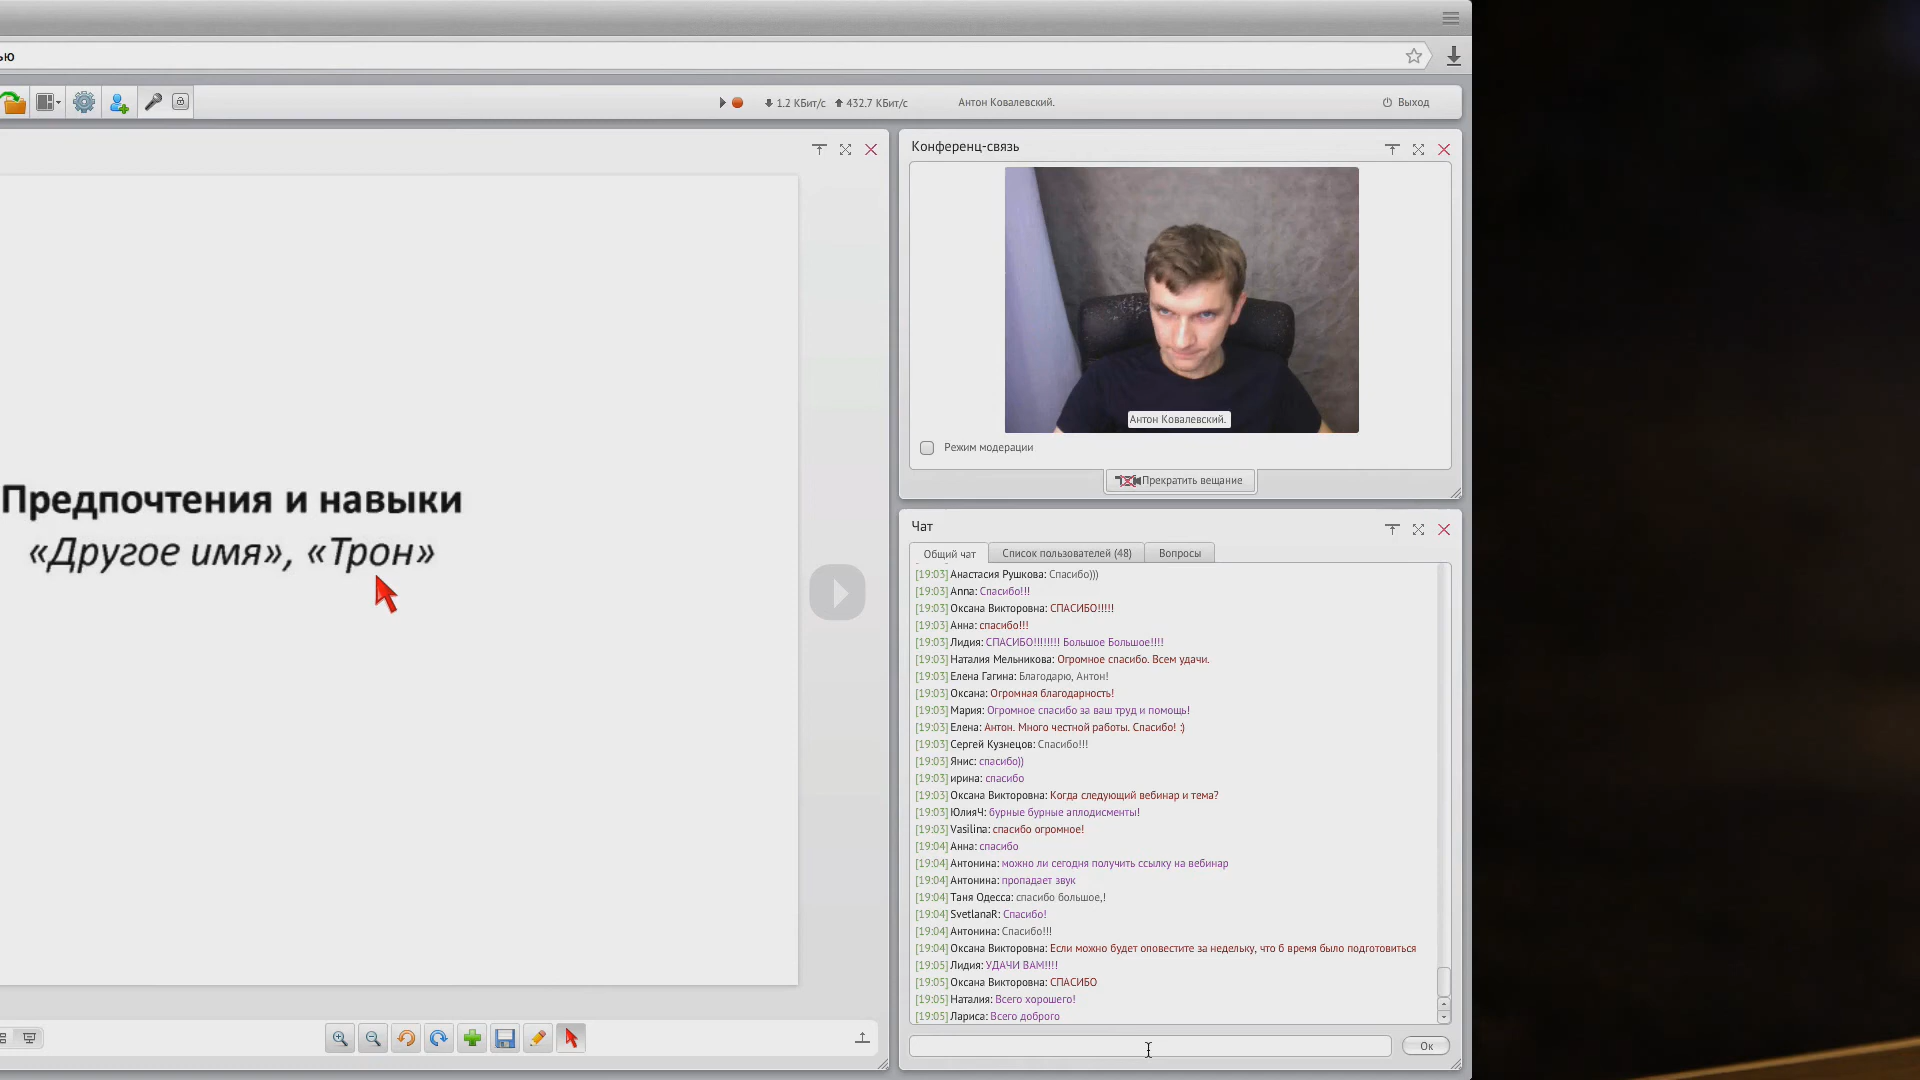 ью
1.2 КБит/с 432.7 КБит/с
Антон Ковалевский.
Выход
Предпочтения и навыки
«Другое имя», «Трон»
Конференц-связь
Антон Ковалевский.
Режим модерации
Прекратить вещание
Чат
Общий чат
Список пользователей (48)
Вопросы
[19:03] Анастасия Рушкова: Спасибо)))
[19:03] Anna: Спасибо!!!
[19:03] Оксана Викторовна: СПАСИБО!!!!!
[19:03] Анна: спасибо!!!
[19:03] Лидия: СПАСИБО!!!!!!!! Большое Большое!!!!
[19:03] Наталия Мельникова: Огромное спасибо. Всем удачи.
[19:03] Елена Гагина: Благодарю, Антон!
[19:03] Оксана: Огромная благодарность!
[19:03] Мария: Огромное спасибо за ваш труд и помощь!
[19:03] Елена: Антон. Много честной работы. Спасибо! :)
[19:03] Сергей Кузнецов: Спасибо!!!
[19:03] Янис: спасибо))
[19:03] ирина: спасибо
[19:03] Оксана Викторовна: Когда следующий вебинар и тема?
[19:03] ЮлияЧ: бурные бурные аплодисменты!
[19:03] Vasilina: спасибо огромное!
[19:04] Анна: спасибо
[19:04] Антонина: можно ли сегодня получить ссылку на вебинар
[19:04] Антонина: пропадает звук
[19:04] Таня Одесса: спасибо большое,!
[19:04] SvetlanaR: Спасибо!
[19:04] Антонина: Спасибо!!!
[19:04] Оксана Викторовна: Если можно будет оповестите за недельку, что б время было подготовиться
[19:05] Лидия: УДАЧИ ВАМ!!!!
[19:05] Оксана Викторовна: СПАСИБО
[19:05] Наталия: Всего хорошего!
[19:05] Лариса: Всего доброго
Ок